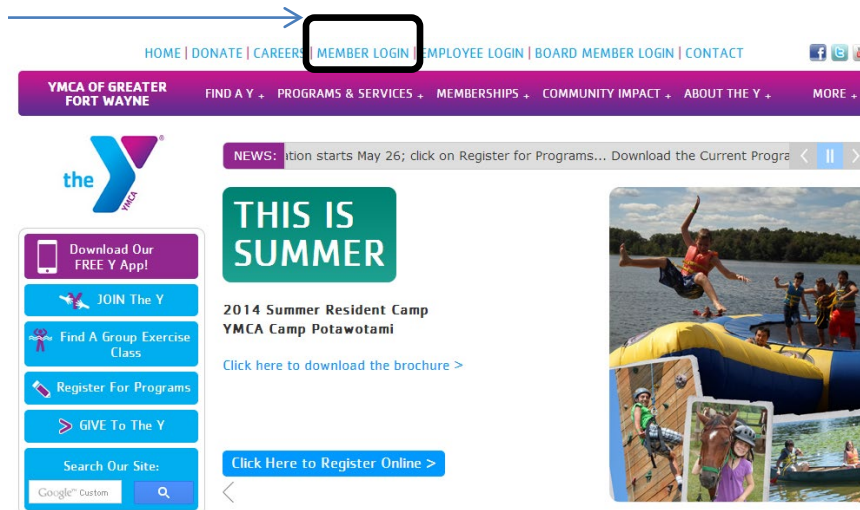 HOME | DONATE | CAREERS | MEMBER LOGIN | EMPLOYEE LOGIN | BOARD MEMBER LOGIN | CONTACT
YMCA OF GREATER
FORT WAYNE
FIND A Y + PROGRAMS & SERVICES + MEMBERSHIPS + COMMUNITY IMPACT + ABOUT THE Y + MORE +
the
YMCA
NEWS: starts May 26; click on Register for Programs... Download the Current
THIS IS
SUMMER
2014 Summer Resident Camp
YMCA Camp Potawotami
Click here to download the brochure >
Click Here to Register Online >
Download Our
FREE Y App!
JOIN The Y
Find A Group Exercise
Class
Register For Programs
GIVE To The Y
Search Our Site:
Google™ Custom